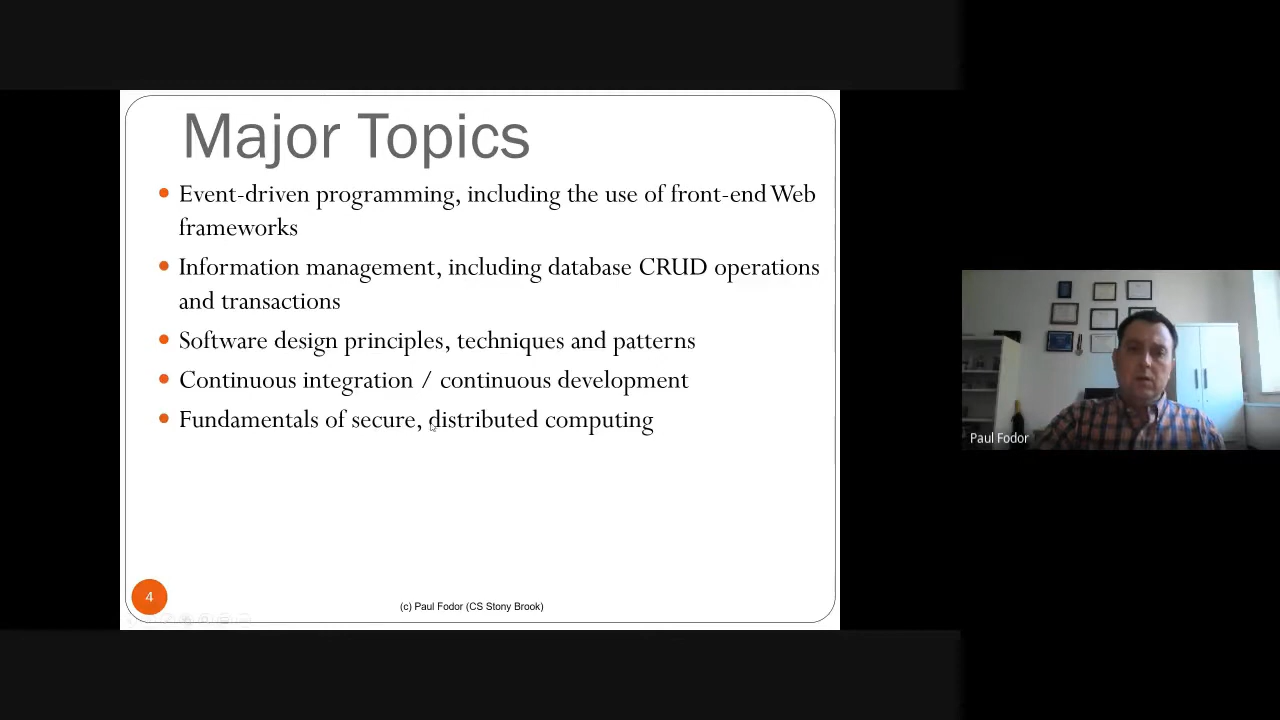 Major Topics
Event-driven programming, including the use of front-end Web
frameworks
Information management, including database CRUD operations
and transactions
Software design principles, techniques and patterns
Continuous integration / continuous development
Fundamentals of secure, distributed computing
4
(c) Paul Fodor (CS Stony Brook)
Paul Fodor